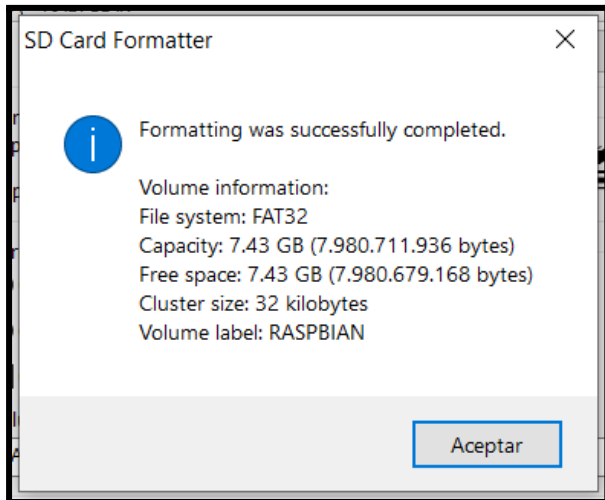 SD Card Formatter
Formatting was successfully completed.
Volume information:
File system: FAT32
Capacity: 7.43 GB (7.980.711.936 bytes)
Free space: 7.43 GB (7.980.679.168 bytes)
Cluster size: 32 kilobytes
Volume label: RASPBIAN
Aceptar